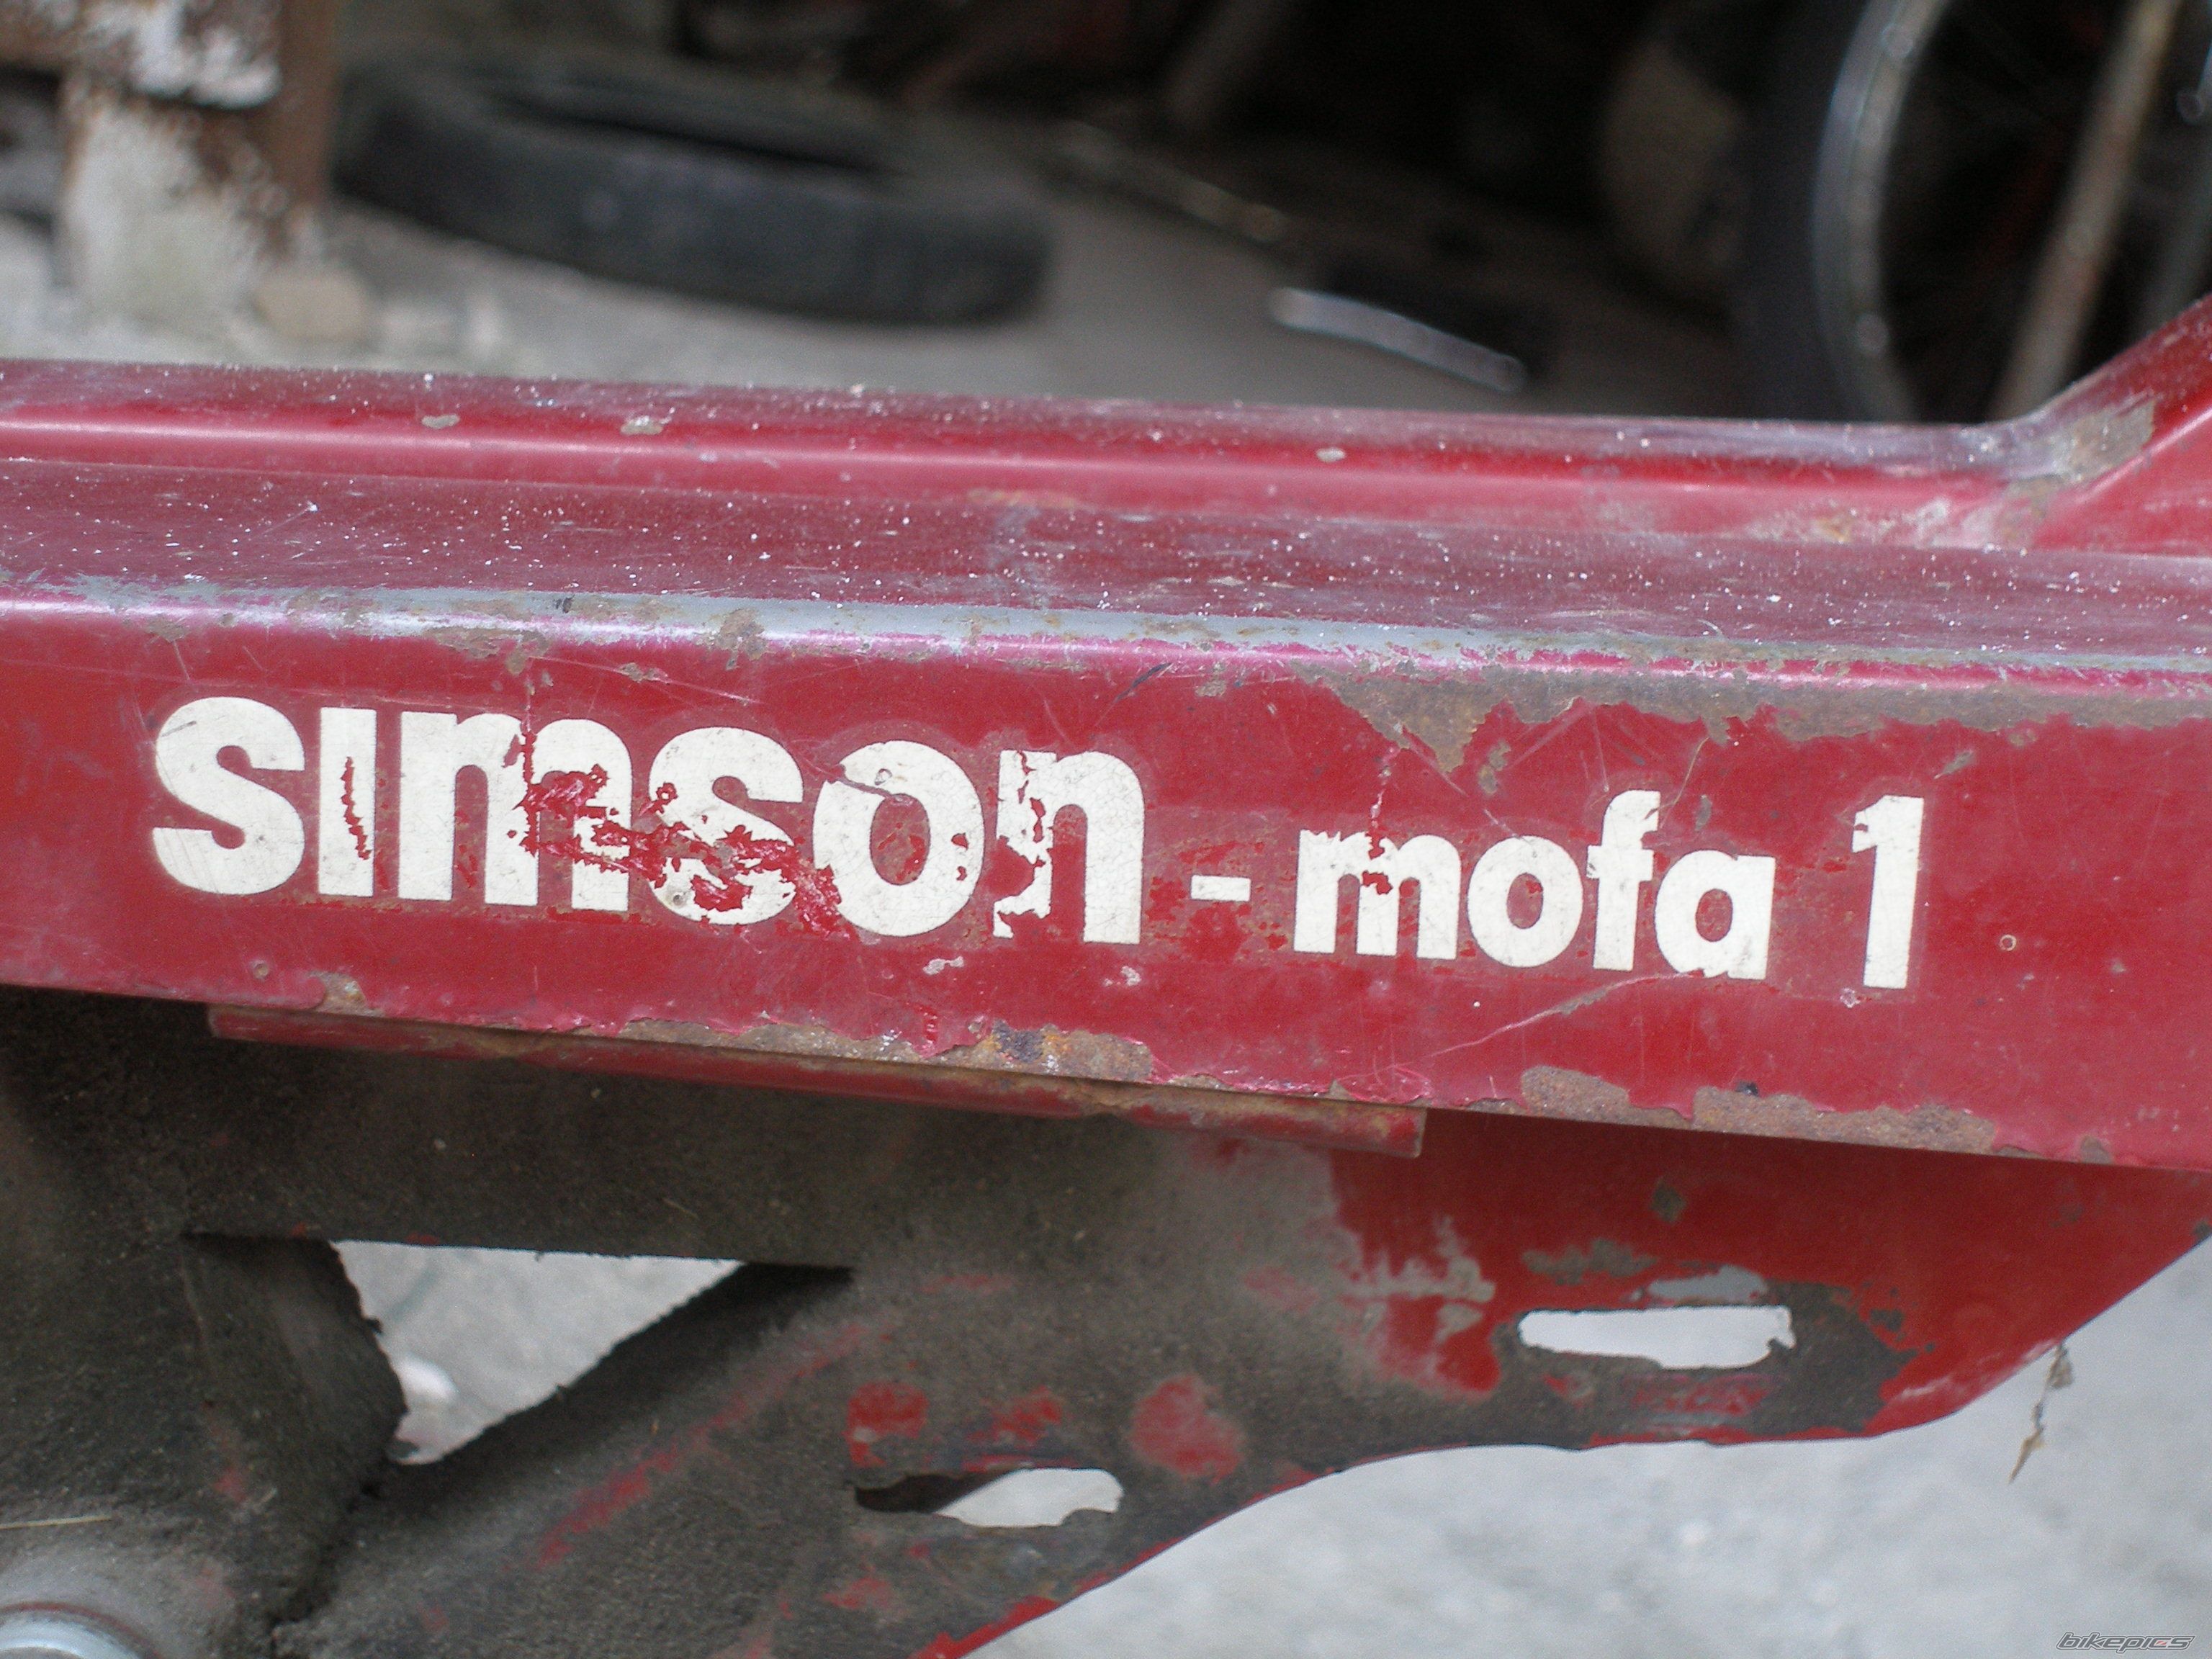 simson - mofa 1
bikepics